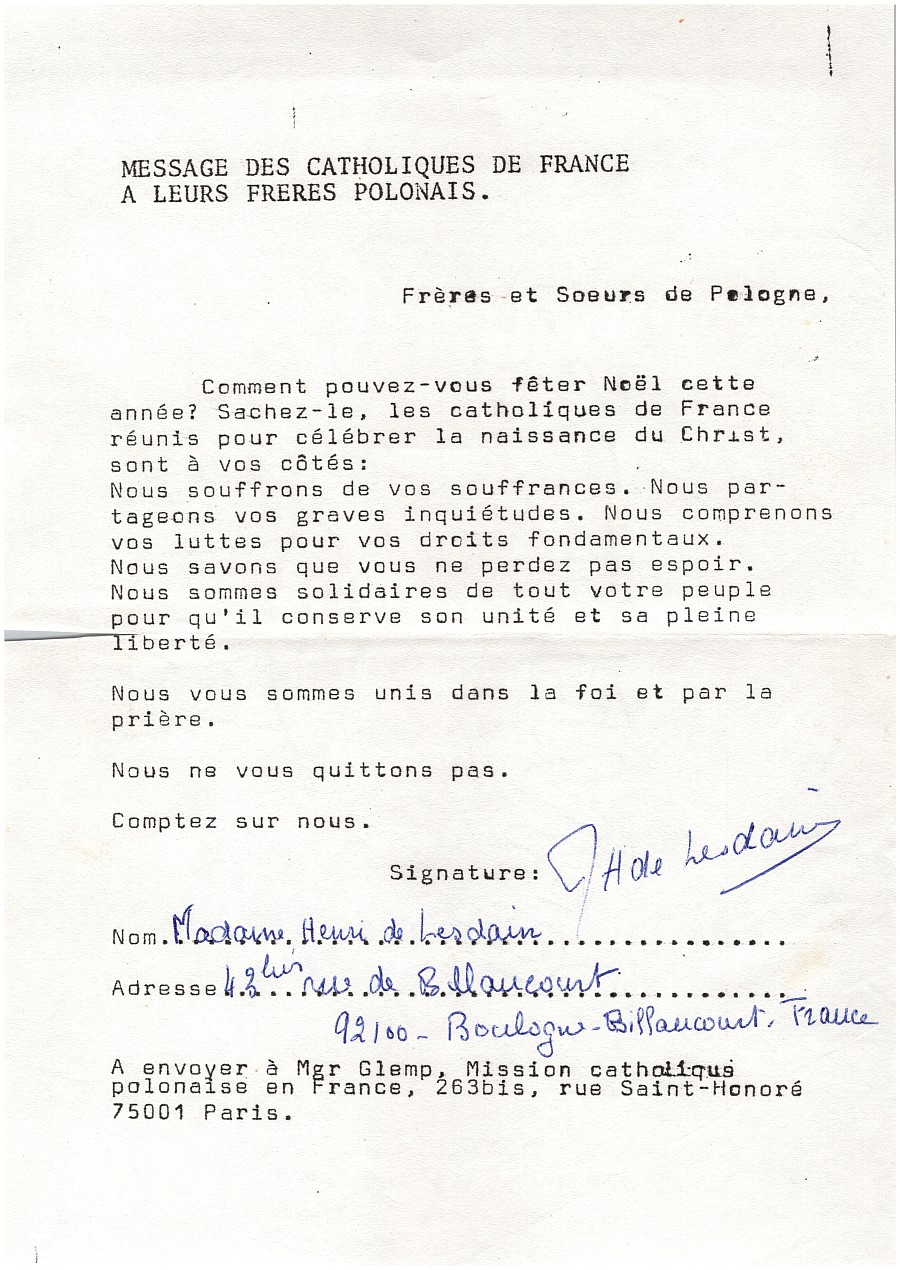 MESSAGE DES CATHOLIQUES DE FRANCE
A LEURS FRERES POLONAIS.
Frères et Soeurs de Pologne,
Comment pouvez-vous fêter Noël cette
année? Sachez-le, les catholiques de France
réunis pour célébrer la naissance du Christ,
sont à vos côtés:
Nous souffrons de vos souffrances. Nous par-
tageons vos graves inquiétudes. Nous comprenons
vos luttes pour vos droits fondamentaux.
Nous savons que vous ne perdez pas espoir.
Nous sommes solidaires de tout votre peuple
pour qu'il conserve son unité et sa pleine
liberté.
Nous vous sommes unis dans la foi et par la
prière.
Nous ne vous quittons pas.
Comptez sur nous.
Signature: H de Lesdain
Nom. Madame Henri de Lesdain
Adresse 42 bis rue de Billancourt
92100 - Boulogne-Billancourt. France
A envoyer à Mgr Glemp, Mission catholique
polonaise en France, 263bis, rue Saint-Honoré
75001 Paris.